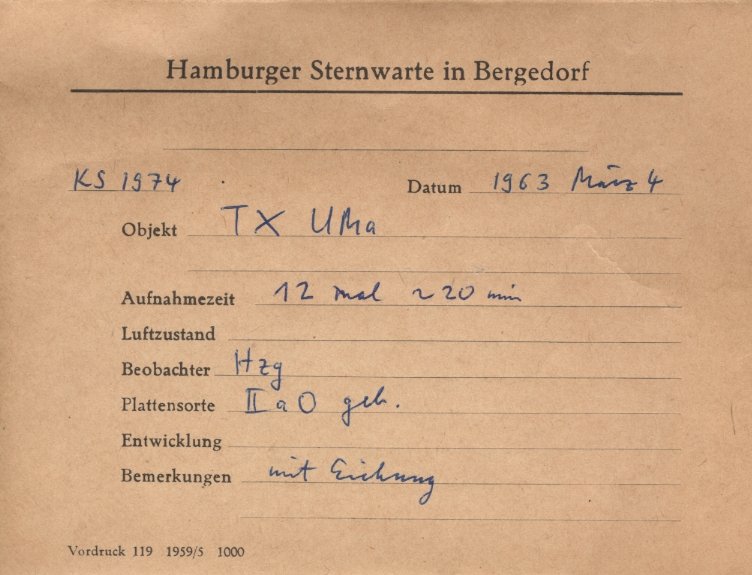 Hamburger Sternwarte in Bergedorf
KS 1974 Datum 1963 März 4
Objekt TX UMa
Aufnahmezeit 12 mal ~ 20 min
Luftzustand
Beobachter Hzg
Plattensorte II a O geb.
Entwicklung
Bemerkungen mit Eichung
Vordruck 119 1959/5 1000